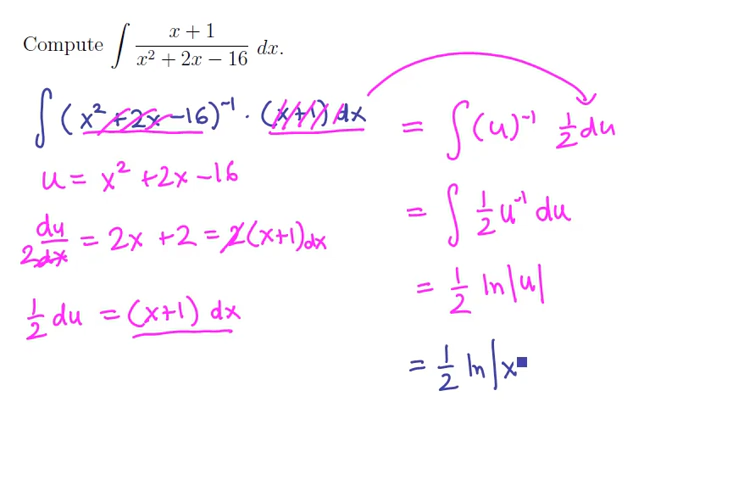 Compute ∫ (x + 1)/(x² + 2x − 16) dx.
∫(x²+2x−16)⁻¹ · (x+1) dx
u = x² +2x −16
du/2dx = 2x +2 = 2(x+1)dx
½ du = (x+1) dx
= ∫(u)⁻¹ ½ du
= ∫ ½ u⁻¹ du
= ½ ln|u|
= ½ ln|x